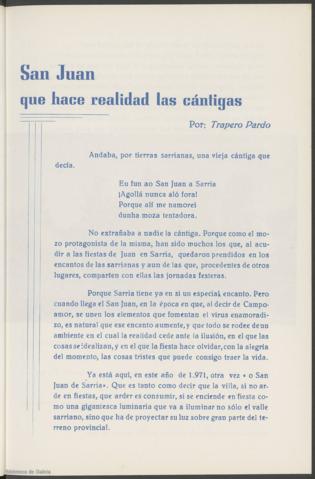 San Juan
que hace realidad las cántigas
Por: Trapero Pardo
Andaba, por tierras sarrianas, una vieja cántiga que
decía.
Eu fun ao San Juan a Sarria
¡Agollá nunca aló fora!
Porque alí me namorei
dunha moza tentadora.
No extrañaba a nadie la cántiga. Porque como el mo-
zo protagonista de la misma, han sido muchos los que, al acu-
dir a las fiestas de Juan en Sarria, quedaron prendidos en los
encantos de las sarrianas y aun de las que, procedentes de otros
lugares, comparten con ellas las jornadas festeras.
Porque Sarria tiene ya en si un especial encanto. Pero
cuando llega el San Juan, en la época en que, al decir de Campo-
amor, se unen los elementos que fomentan el virus enamoradi-
zo, es natural que ese encanto aumente, y que todo se rodee de un
ambiente en el cual la realidad cede ante la ilusión, en el que las
cosas se idealizan, y en el que la fiesta hace olvidar, con la alegría
del momento, las cosas tristes que puede consigo traer la vida.
Ya está aquí, en este año de 1.971, otra vez « o San
Juan de Sarria». Que es tanto como decir que la villa, si no ar-
de en fiestas, que arder es consumir, si se enciende en fiesta co-
mo una gigantesca luminaria que va a iluminar no sólo el valle
sarriano, sino que ha de proyectar su luz sobre gran parte del te-
rreno provincial.
Biblioteca de Galicia